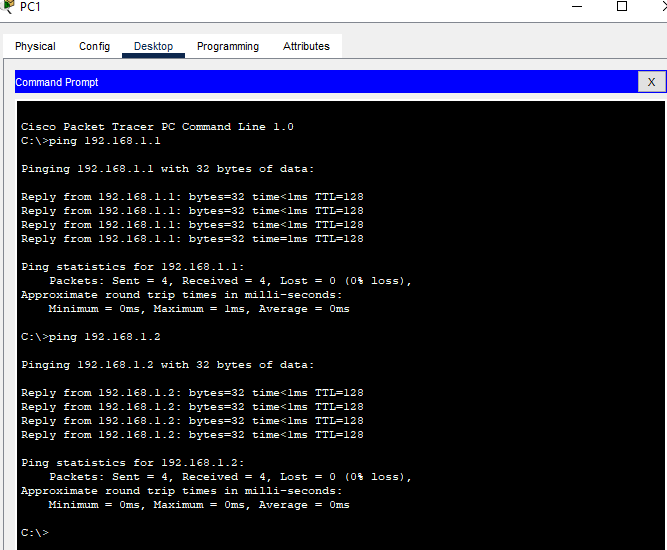 PC1
Physical Config Desktop Programming Attributes
Command Prompt
X
Cisco Packet Tracer PC Command Line 1.0
C:\>ping 192.168.1.1
Pinging 192.168.1.1 with 32 bytes of data:
Reply from 192.168.1.1: bytes=32 time<1ms TTL=128
Reply from 192.168.1.1: bytes=32 time<1ms TTL=128
Reply from 192.168.1.1: bytes=32 time<1ms TTL=128
Reply from 192.168.1.1: bytes=32 time=1ms TTL=128
Ping statistics for 192.168.1.1:
Packets: Sent = 4, Received = 4, Lost = 0 (0% loss),
Approximate round trip times in milli-seconds:
Minimum = 0ms, Maximum = 1ms, Average = 0ms
C:\>ping 192.168.1.2
Pinging 192.168.1.2 with 32 bytes of data:
Reply from 192.168.1.2: bytes=32 time<1ms TTL=128
Reply from 192.168.1.2: bytes=32 time<1ms TTL=128
Reply from 192.168.1.2: bytes=32 time<1ms TTL=128
Reply from 192.168.1.2: bytes=32 time<1ms TTL=128
Ping statistics for 192.168.1.2:
Packets: Sent = 4, Received = 4, Lost = 0 (0% loss),
Approximate round trip times in milli-seconds:
Minimum = 0ms, Maximum = 0ms, Average = 0ms
C:\>